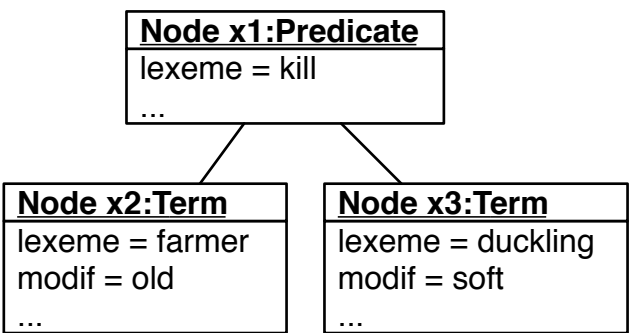 Node x1:Predicate
lexeme = kill
...
Node x2:Term
lexeme = farmer
modif = old
...
Node x3:Term
lexeme = duckling
modif = soft
...